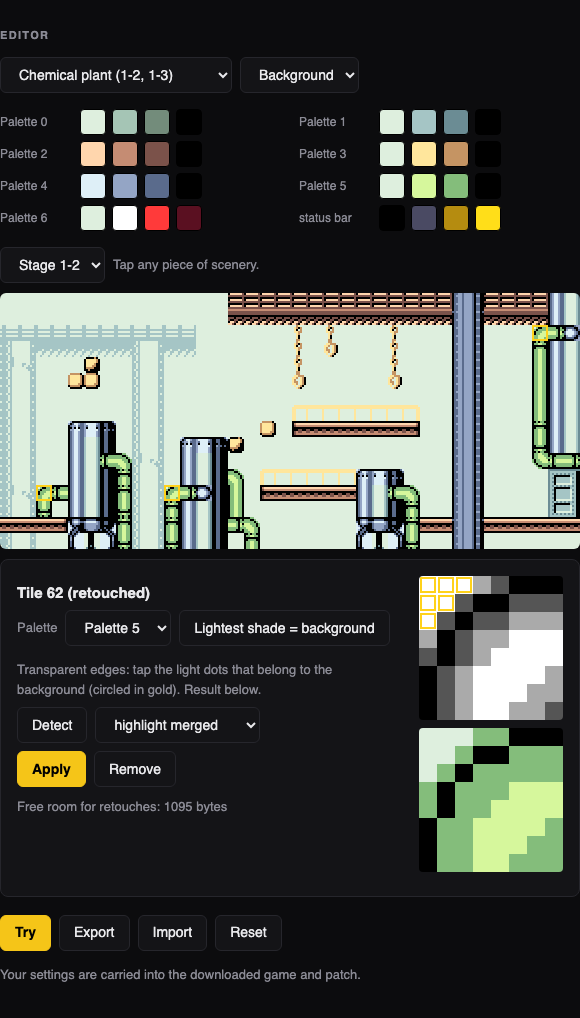 EDITOR
Chemical plant (1-2, 1-3) Background
Palette 0 Palette 1
Palette 2 Palette 3
Palette 4 Palette 5
Palette 6 status bar
Stage 1-2 Tap any piece of scenery.
Tile 62 (retouched)
Palette Palette 5 Lightest shade = background
Transparent edges: tap the light dots that belong to the
background (circled in gold). Result below.
Detect highlight merged
Apply Remove
Free room for retouches: 1095 bytes
Try Export Import Reset
Your settings are carried into the downloaded game and patch.